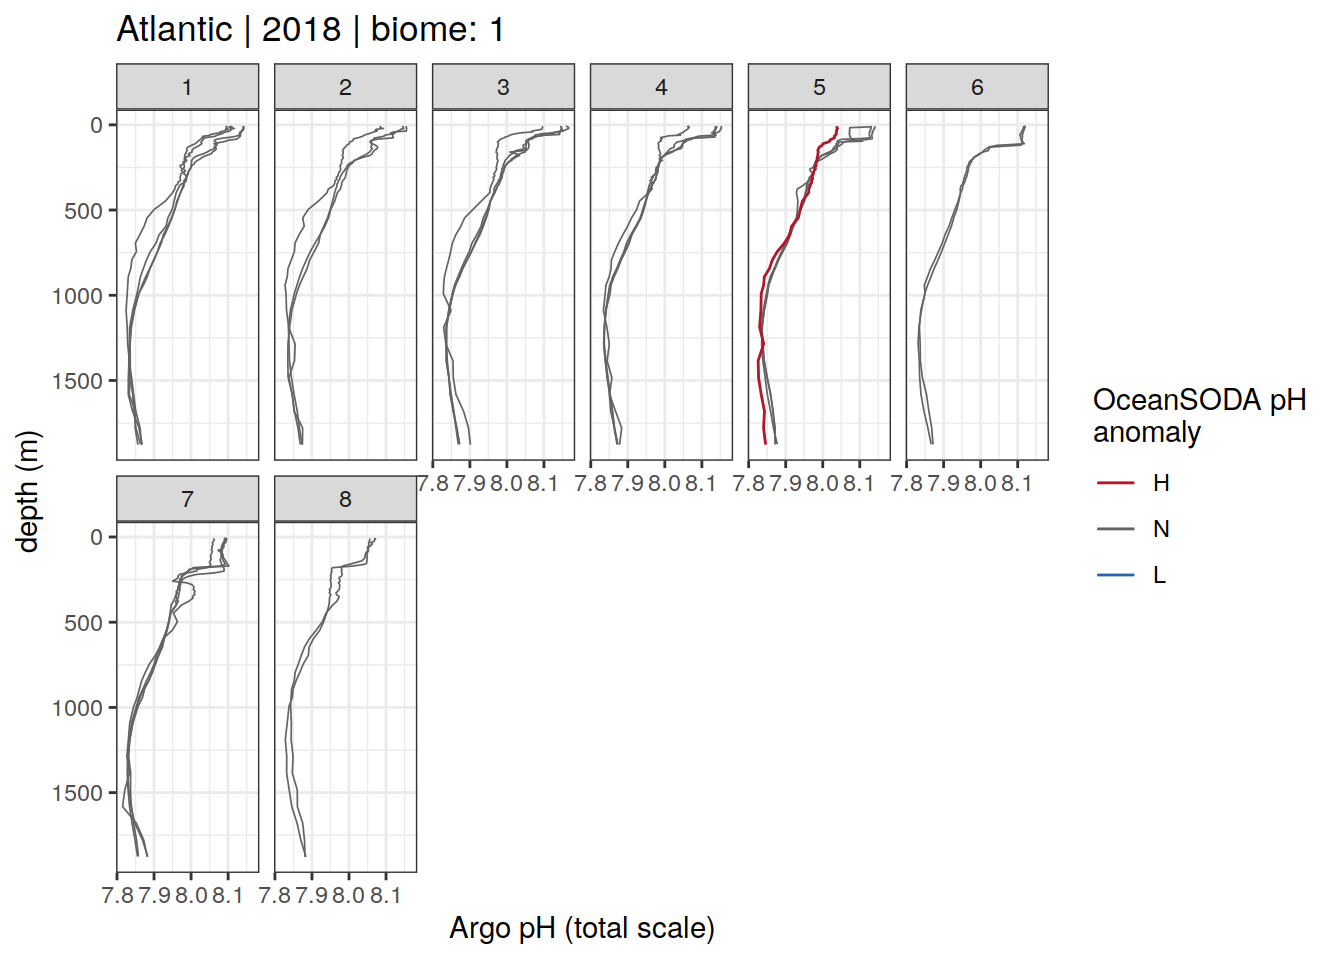 Atlantic | 2018 | biome: 1
1 2 3 4 5 6
0
500
1000
1500
7.8 7.9 8.0 8.1 7.8 7.9 8.0 8.1 7.8 7.9 8.0 8.1 7.8 7.9 8.0 8.1
7 8
0
500
1000
1500
7.8 7.9 8.0 8.1 7.8 7.9 8.0 8.1
depth (m)
Argo pH (total scale)
OceanSODA pH
anomaly
H
N
L